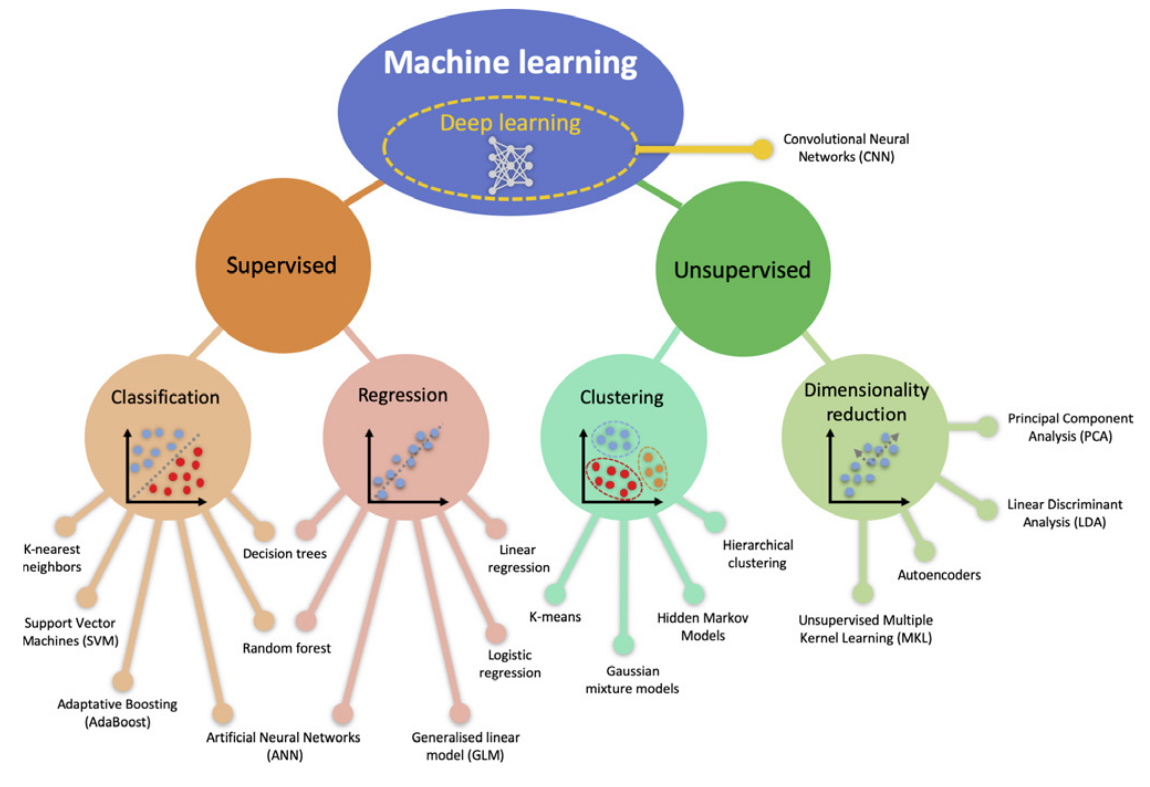 Machine learning
Deep learning
Convolutional Neural
Networks (CNN)
Supervised
Unsupervised
Classification
Regression
Clustering
Dimensionality
reduction
Principal Component
Analysis (PCA)
Linear Discriminant
Analysis (LDA)
Autoencoders
Unsupervised Multiple
Kernel Learning (MKL)
K-nearest
neighbors
Support Vector
Machines (SVM)
Adaptative Boosting
(AdaBoost)
Artificial Neural Networks
(ANN)
Random forest
Decision trees
Linear
regression
Logistic
regression
Generalised linear
model (GLM)
K-means
Gaussian
mixture models
Hidden Markov
Models
Hierarchical
clustering